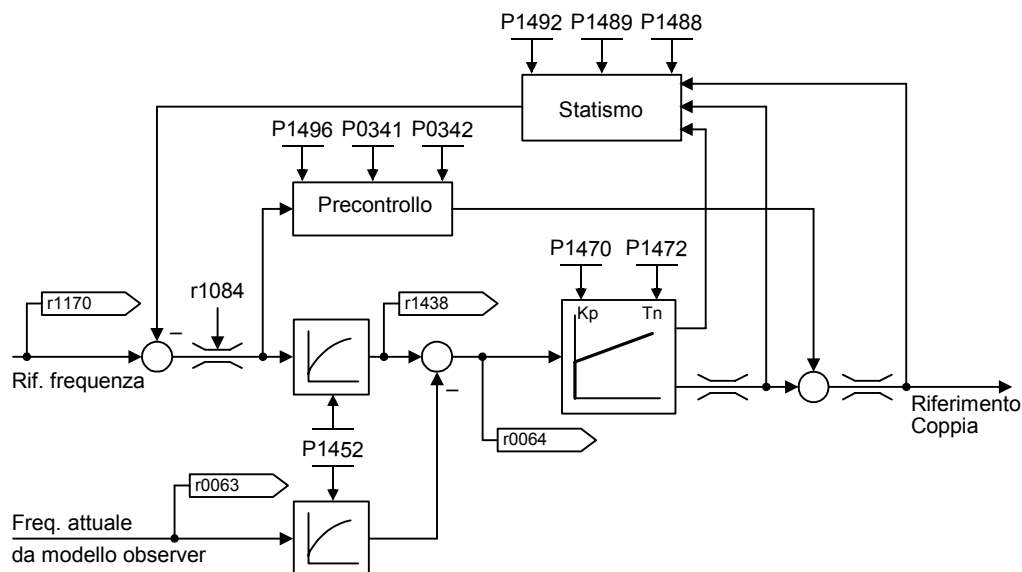 P1492 P1489 P1488
Statismo
P1496 P0341 P0342
Precontrollo
P1470 P1472
r1170
r1084
r1438
Kp Tn
–
Rif. frequenza
–
Riferimento
Coppia
r0064
P1452
r0063
Freq. attuale
da modello observer